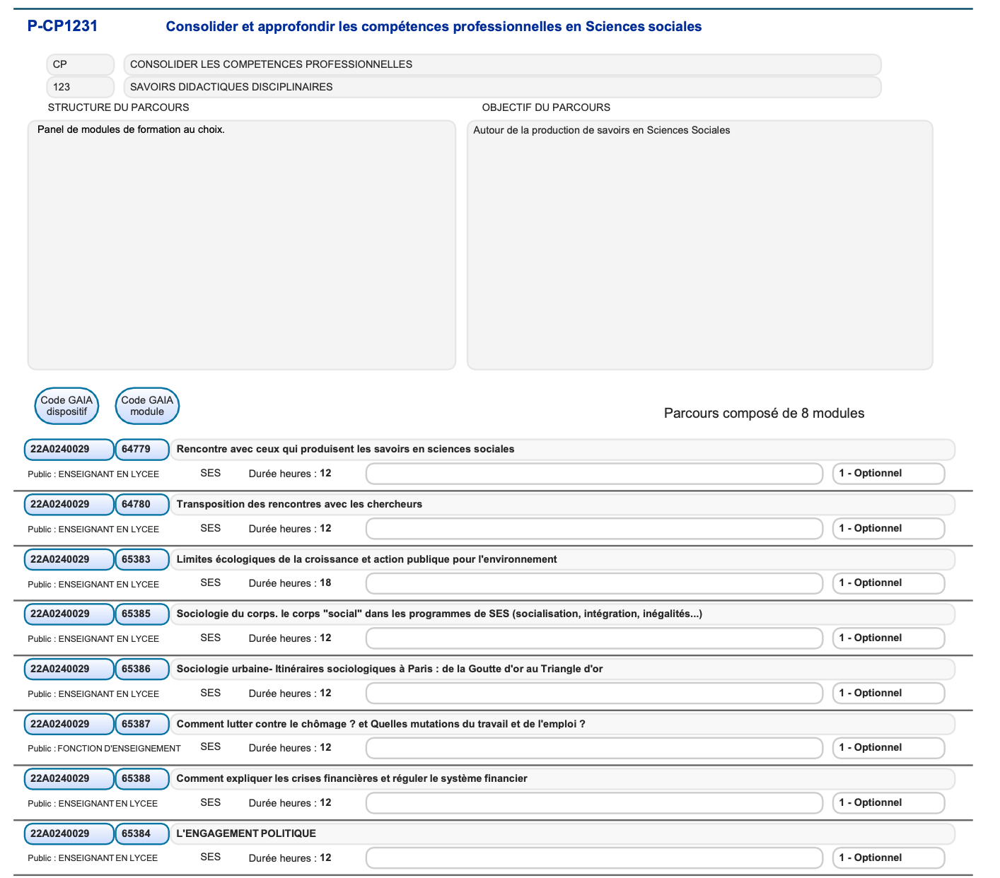 P-CP1231 Consolider et approfondir les compétences professionnelles en Sciences sociales
CP CONSOLIDER LES COMPETENCES PROFESSIONNELLES
123 SAVOIRS DIDACTIQUES DISCIPLINAIRES
STRUCTURE DU PARCOURS OBJECTIF DU PARCOURS
Panel de modules de formation au choix. Autour de la production de savoirs en Sciences Sociales
Code GAIA dispositif Code GAIA module
Parcours composé de 8 modules
22A0240029 64779 Rencontre avec ceux qui produisent les savoirs en sciences sociales
Public : ENSEIGNANT EN LYCEE SES Durée heures : 12 1 - Optionnel
22A0240029 64780 Transposition des rencontres avec les chercheurs
Public : ENSEIGNANT EN LYCEE SES Durée heures : 12 1 - Optionnel
22A0240029 65383 Limites écologiques de la croissance et action publique pour l'environnement
Public : ENSEIGNANT EN LYCEE SES Durée heures : 18 1 - Optionnel
22A0240029 65385 Sociologie du corps. le corps "social" dans les programmes de SES (socialisation, intégration, inégalités...)
Public : ENSEIGNANT EN LYCEE SES Durée heures : 12 1 - Optionnel
22A0240029 65386 Sociologie urbaine- Itinéraires sociologiques à Paris : de la Goutte d'or au Triangle d'or
Public : ENSEIGNANT EN LYCEE SES Durée heures : 12 1 - Optionnel
22A0240029 65387 Comment lutter contre le chômage ? et Quelles mutations du travail et de l'emploi ?
Public : FONCTION D'ENSEIGNEMENT SES Durée heures : 12 1 - Optionnel
22A0240029 65388 Comment expliquer les crises financières et réguler le système financier
Public : ENSEIGNANT EN LYCEE SES Durée heures : 12 1 - Optionnel
22A0240029 65384 L'ENGAGEMENT POLITIQUE
Public : ENSEIGNANT EN LYCEE SES Durée heures : 12 1 - Optionnel